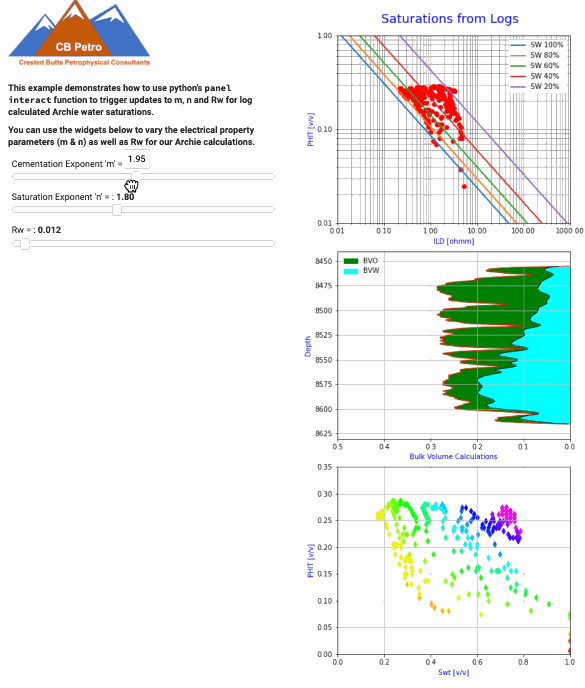 CB Petro
Crested Butte Petrophysical Consultants
This example demonstrates how to use python's panel
interact function to trigger updates to m, n and Rw for log
calculated Archie water saturations.
You can use the widgets below to vary the electrical property
parameters (m & n) as well as Rw for our Archie calculations.
Cementation Exponent 'm' = 1.95
Saturation Exponent 'n' = : 1.80
Rw = : 0.012
Saturations from Logs
1.00
0.10
0.01
PHIT [v/v]
SW 100%
SW 80%
SW 60%
SW 40%
SW 20%
0.01 0.10 1.00 10.00 100.00 1000.00
ILD [ohmm]
BVO
BVW
8450
8475
8500
8525
8550
8575
8600
8625
Depth
0.5 0.4 0.3 0.2 0.1 0.0
Bulk Volume Calculations
0.35
0.30
0.25
0.20
0.15
0.10
0.05
0.00
PHIT [v/v]
0.0 0.2 0.4 0.6 0.8 1.0
Swt [v/v]